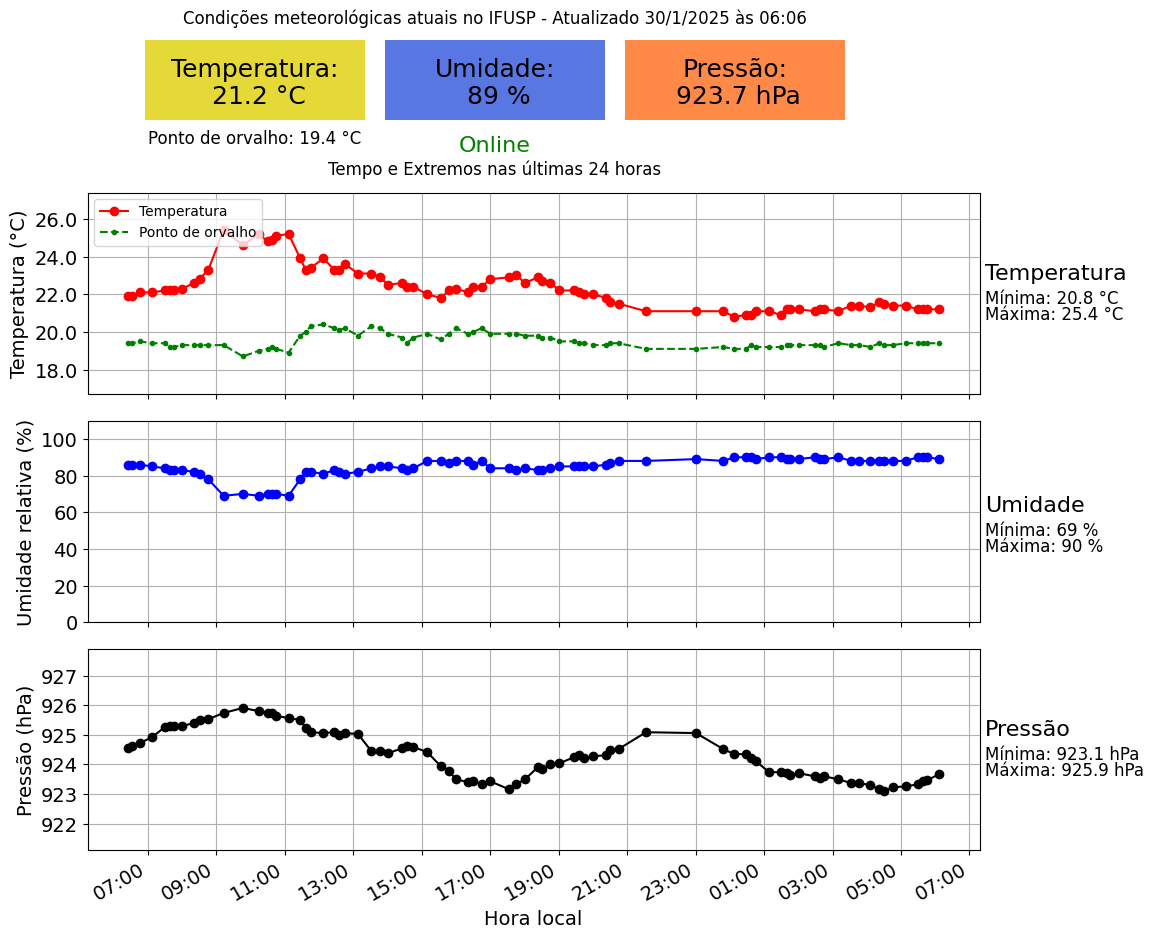 Condições meteorológicas atuais no IFUSP - Atualizado 30/1/2025 às 06:06
Temperatura:
21.2 °C
Umidade:
89 %
Pressão:
923.7 hPa
Ponto de orvalho: 19.4 °C
Online
Tempo e Extremos nas últimas 24 horas
Temperatura (°C)
26.0
24.0
22.0
20.0
18.0
Temperatura
Ponto de orvalho
Temperatura
Mínima: 20.8 °C
Máxima: 25.4 °C
Umidade relativa (%)
100
80
60
40
20
0
Umidade
Mínima: 69 %
Máxima: 90 %
Pressão (hPa)
927
926
925
924
923
922
Pressão
Mínima: 923.1 hPa
Máxima: 925.9 hPa
07:00 09:00 11:00 13:00 15:00 17:00 19:00 21:00 23:00 01:00 03:00 05:00 07:00
Hora local